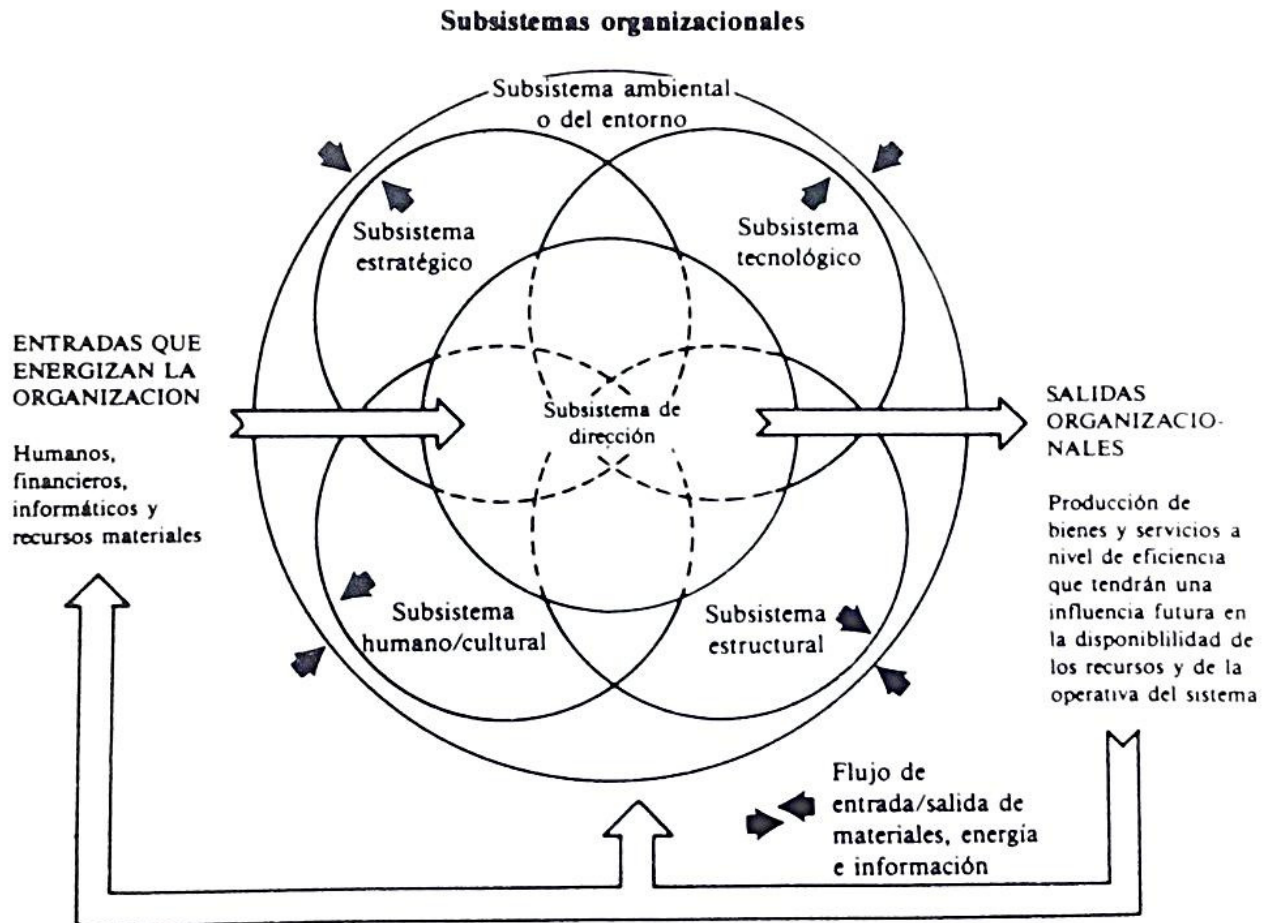 Subsistemas organizacionales
Subsistema ambiental
o del entorno
Subsistema
estratégico
Subsistema
tecnológico
ENTRADAS QUE
ENERGIZAN LA
ORGANIZACION
Humanos,
financieros,
informáticos y
recursos materiales
Subsistema de
dirección
SALIDAS
ORGANIZACIO-
NALES
Producción de
bienes y servicios a
nivel de eficiencia
que tendrán una
influencia futura en
la disponiblilidad de
los recursos y de la
operativa del sistema
Subsistema
humano/cultural
Subsistema
estructural
Flujo de
entrada/salida de
materiales, energía
e información